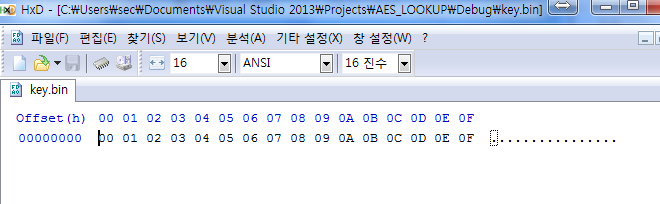 HxD - [C:₩Users₩sec₩Documents₩Visual Studio 2013₩Projects₩AES_LOOKUP₩Debug₩key.bin]
파일(F) 편집(E) 찾기(S) 보기(V) 분석(A) 기타 설정(X) 창 설정(W) ?
16 ANSI 16 진수
key.bin
Offset(h) 00 01 02 03 04 05 06 07 08 09 0A 0B 0C 0D 0E 0F
00000000 00 01 02 03 04 05 06 07 08 09 0A 0B 0C 0D 0E 0F ................